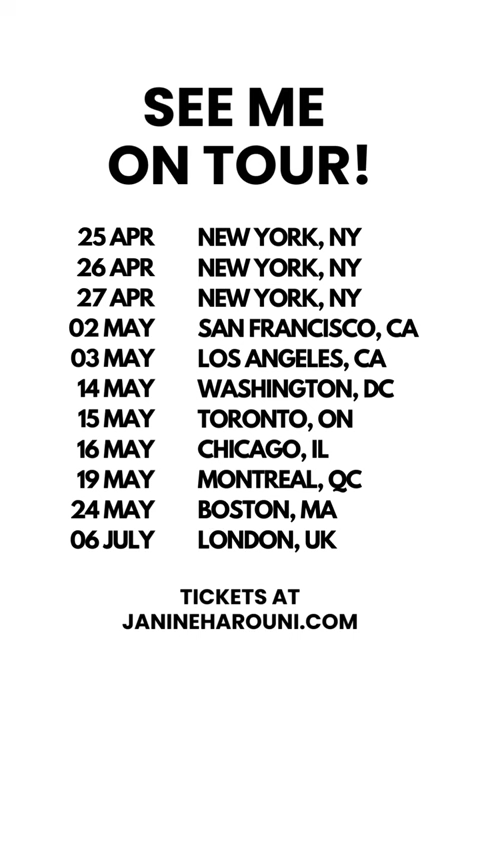 SEE ME
ON TOUR!
25 APR NEW YORK, NY
26 APR NEW YORK, NY
27 APR NEW YORK, NY
02 MAY SAN FRANCISCO, CA
03 MAY LOS ANGELES, CA
14 MAY WASHINGTON, DC
15 MAY TORONTO, ON
16 MAY CHICAGO, IL
19 MAY MONTREAL, QC
24 MAY BOSTON, MA
06 JULY LONDON, UK
TICKETS AT
JANINEHAROUNI.COM